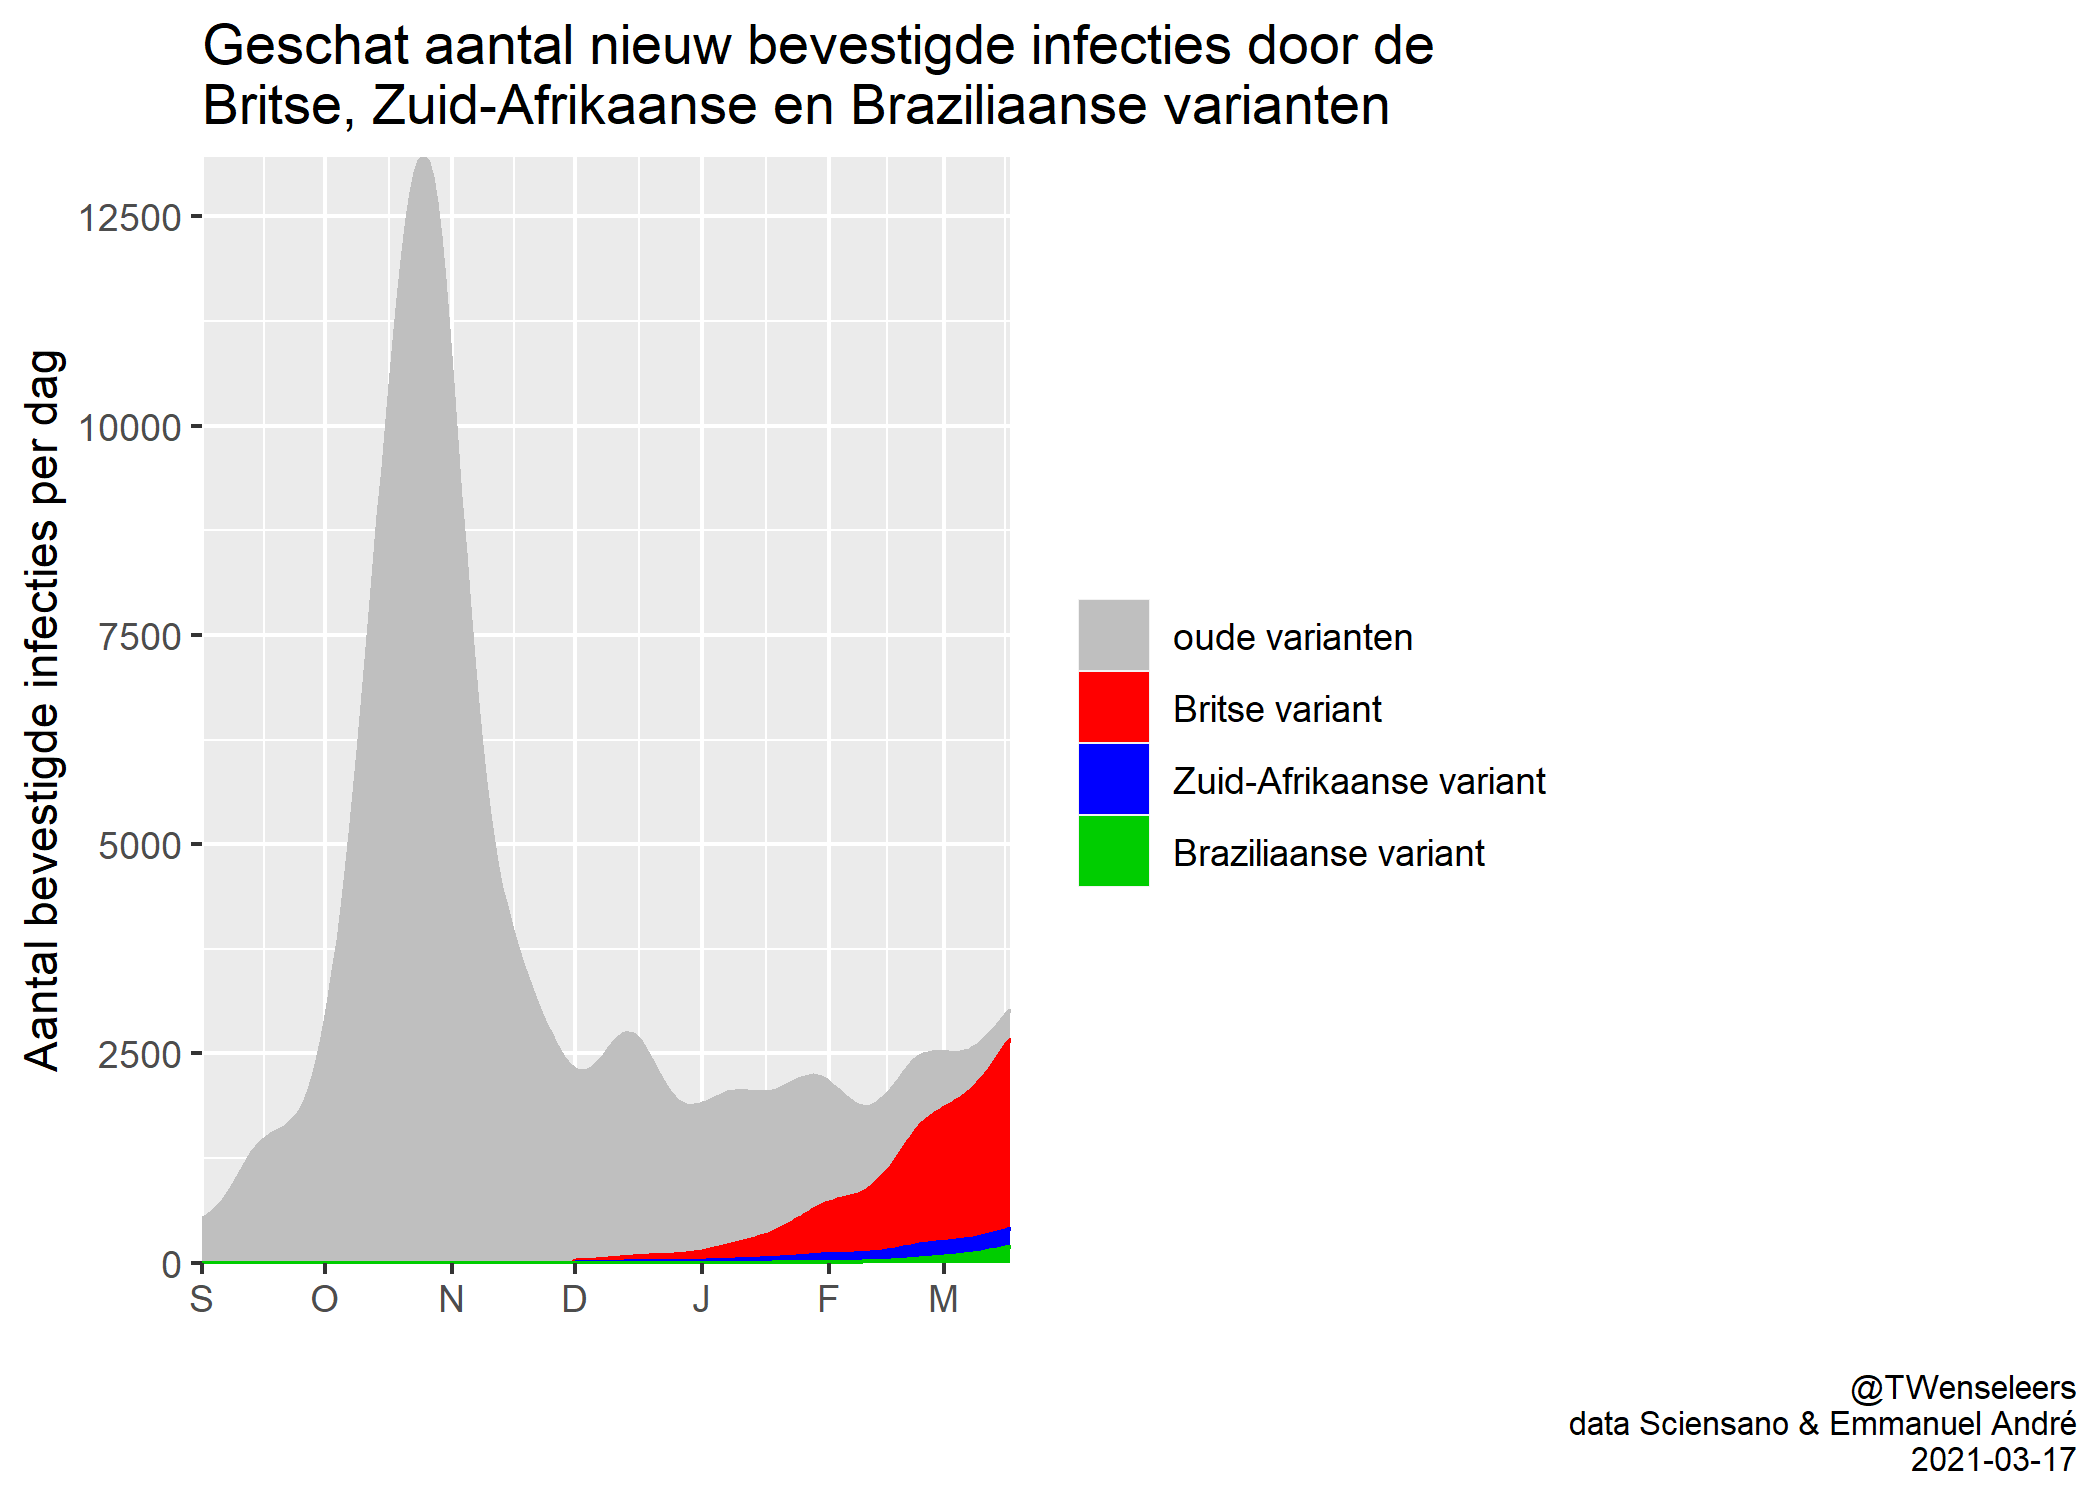 Geschat aantal nieuw bevestigde infecties door de
Britse, Zuid-Afrikaanse en Braziliaanse varianten
Aantal bevestigde infecties per dag
12500
10000
7500
5000
2500
0
S
O
N
D
J
F
M
oude varianten
Britse variant
Zuid-Afrikaanse variant
Braziliaanse variant
@TWenseleers
data Sciensano & Emmanuel André
2021-03-17